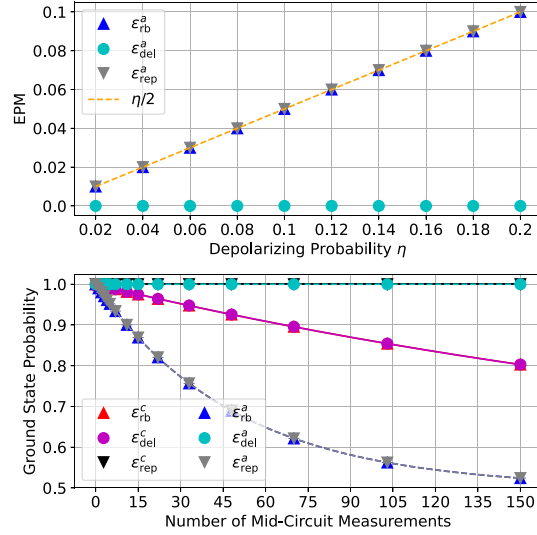 0.1
0.08
0.06
0.04
0.02
0.0
EPM
ε^a_rb
ε^a_del
ε^a_rep
η/2
0.02 0.04 0.06 0.08 0.1 0.12 0.14 0.16 0.18 0.2
Depolarizing Probability η
1.0
0.9
0.8
0.7
0.6
0.5
Ground State Probability
ε^c_rb ε^a_rb
ε^c_del ε^a_del
ε^c_rep ε^a_rep
0 15 30 45 60 75 90 105 120 135 150
Number of Mid-Circuit Measurements